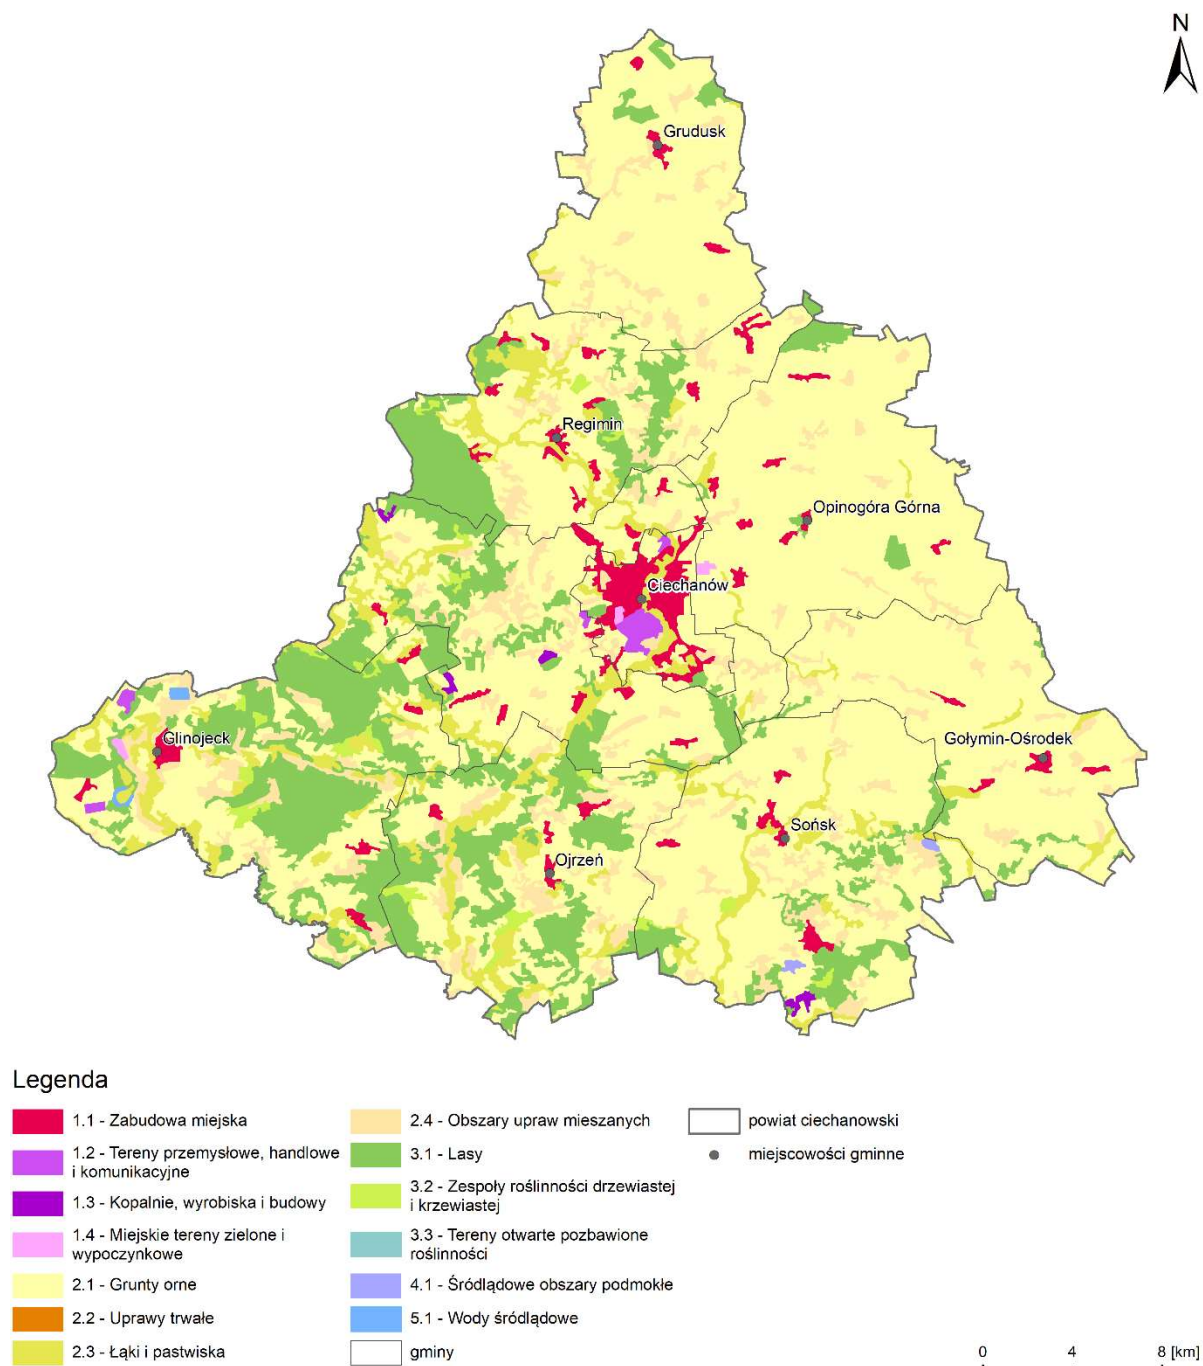 N
Grudusk
Regimin
Opinogóra Górna
Ciechanów
Glinojeck
Gołymin-Ośrodek
Sońsk
Ojrzeń
Legenda
1.1 - Zabudowa miejska
1.2 - Tereny przemysłowe, handlowe
i komunikacyjne
1.3 - Kopalnie, wyrobiska i budowy
1.4 - Miejskie tereny zielone i
wypoczynkowe
2.1 - Grunty orne
2.2 - Uprawy trwałe
2.3 - Łąki i pastwiska
2.4 - Obszary upraw mieszanych
3.1 - Lasy
3.2 - Zespoły roślinności drzewiastej
i krzewiastej
3.3 - Tereny otwarte pozbawione
roślinności
4.1 - Śródlądowe obszary podmokłe
5.1 - Wody śródlądowe
gminy
powiat ciechanowski
miejscowości gminne
0 4 8 [km]